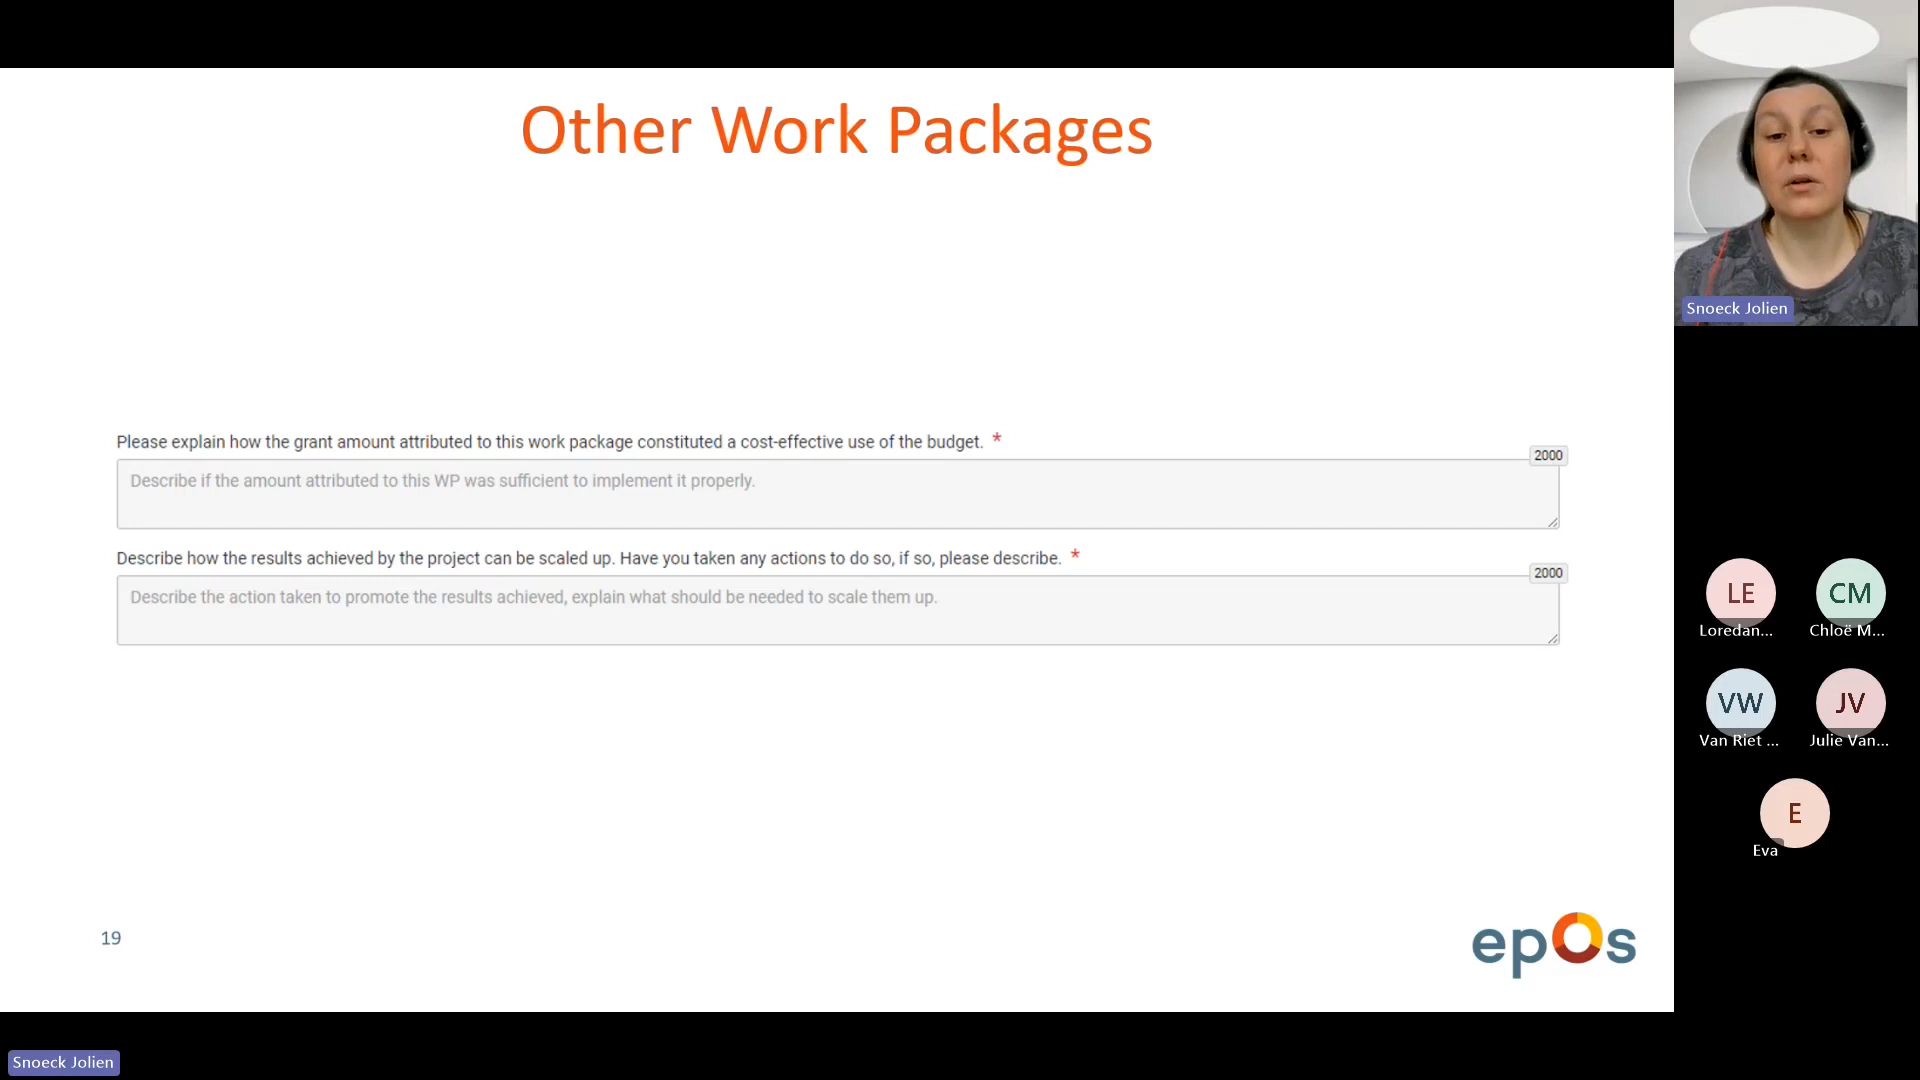 Other Work Packages
Please explain how the grant amount attributed to this work package constituted a cost-effective use of the budget. *
2000
Describe if the amount attributed to this WP was sufficient to implement it properly.
Describe how the results achieved by the project can be scaled up. Have you taken any actions to do so, if so, please describe. *
2000
Describe the action taken to promote the results achieved, explain what should be needed to scale them up.
19
epos
Snoeck Jolien
LE
Loredan...
CM
Chloë M...
VW
Van Riet ...
JV
Julie Van...
E
Eva
Snoeck Jolien